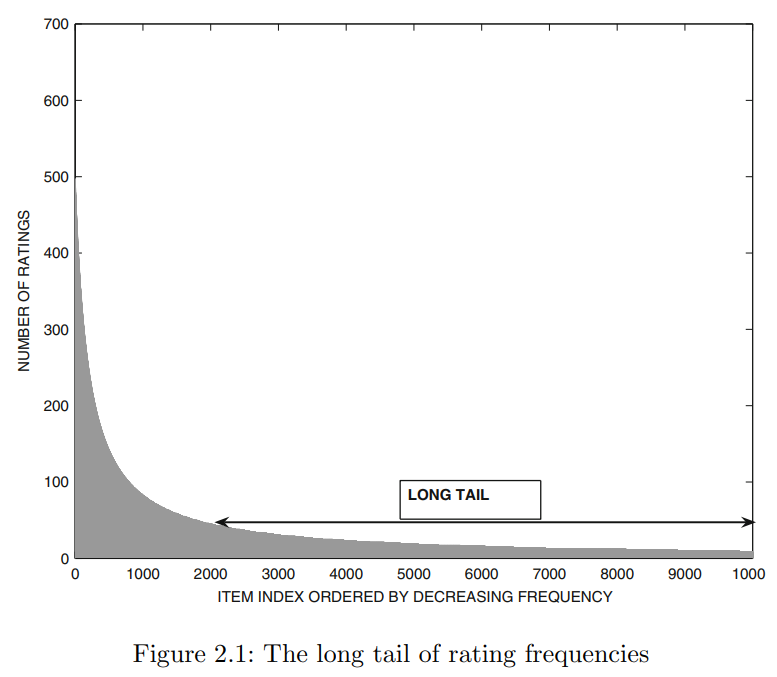 700
600
500
400
300
200
100
0
NUMBER OF RATINGS
LONG TAIL
0 1000 2000 3000 4000 5000 6000 7000 8000 9000 1000
ITEM INDEX ORDERED BY DECREASING FREQUENCY
Figure 2.1: The long tail of rating frequencies